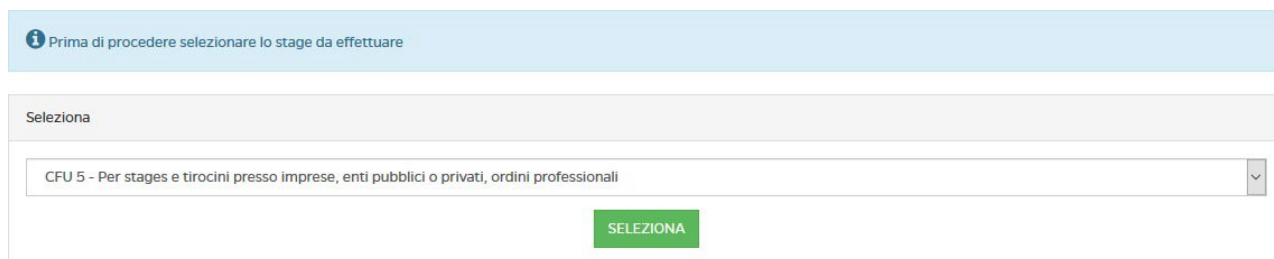 Prima di procedere selezionare lo stage da effettuare
Seleziona
CFU 5 - Per stages e tirocini presso imprese, enti pubblici o privati, ordini professionali
SELEZIONA